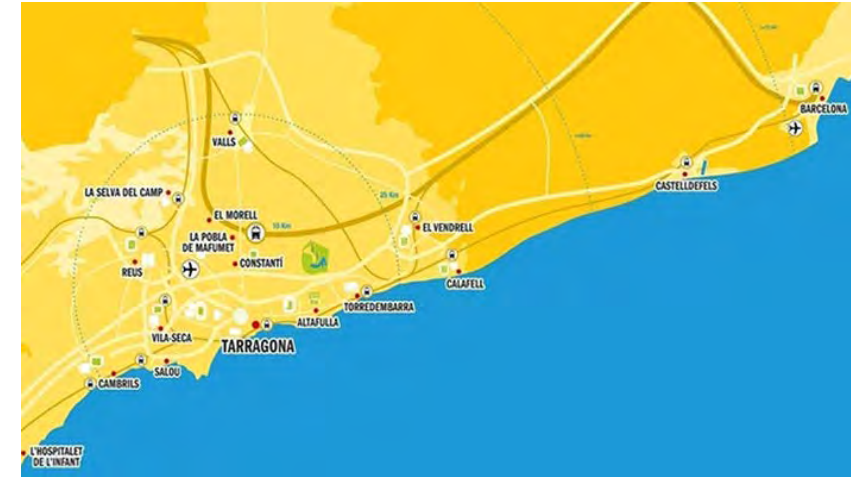 BARCELONA
VALLS
CASTELLDEFELS
LA SELVA DEL CAMP
25 Km
EL MORELL
10 Km
EL VENDRELL
LA POBLA
DE MAFUMET
CONSTANTÍ
REUS
CALAFELL
TORREDEMBARRA
ALTAFULLA
VILA-SECA
TARRAGONA
SALOU
CAMBRILS
L'HOSPITALET
DE L'INFANT